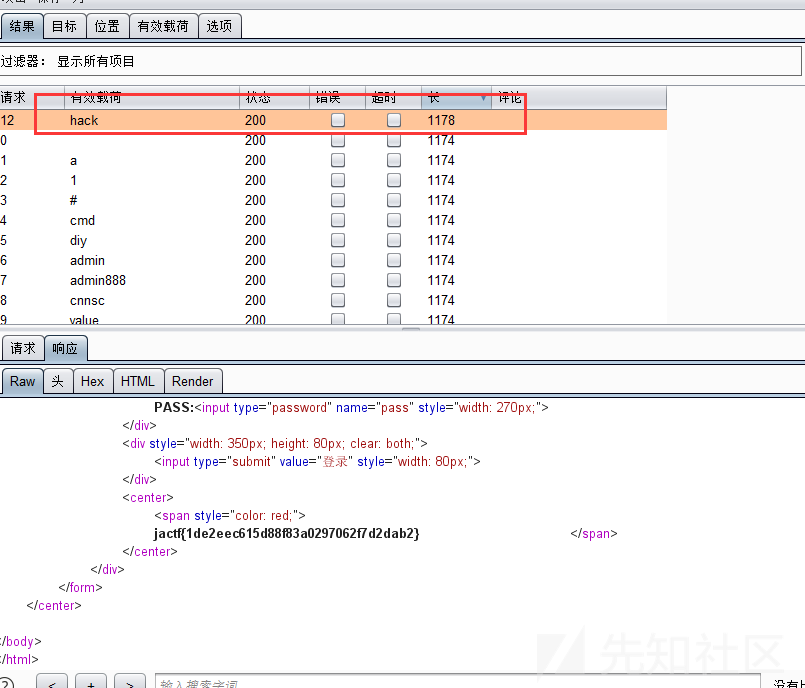 结果 目标 位置 有效载荷 选项
过滤器： 显示所有项目
请求 有效载荷 状态 错误 超时 长 评论
12 hack 200 1178
0 200 1174
1 a 200 1174
2 1 200 1174
3 # 200 1174
4 cmd 200 1174
5 diy 200 1174
6 admin 200 1174
7 admin888 200 1174
8 cnnsc 200 1174
9 value 200 1174
请求 响应
Raw 头 Hex HTML Render
PASS:<input type="password" name="pass" style="width: 270px;">
</div>
<div style="width: 350px; height: 80px; clear: both;">
<input type="submit" value="登录" style="width: 80px;">
</div>
<center>
<span style="color: red;">
jactf{1de2eec615d88f83a0297062f7d2dab2} </span>
</center>
</div>
</form>
</center>
</body>
</html>
? < + > 输入搜索字词
先知社区